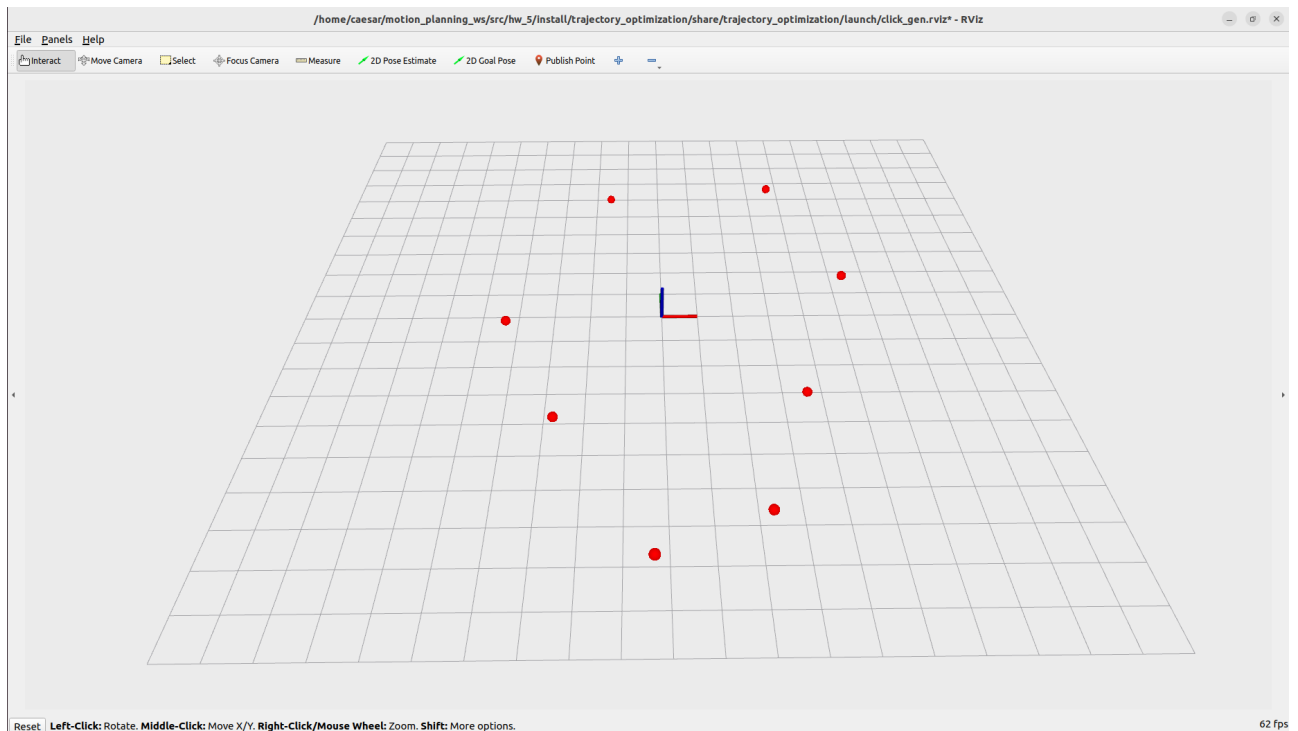 /home/caesar/motion_planning_ws/src/hw_5/install/trajectory_optimization/share/trajectory_optimization/launch/click_gen.rviz* - RViz
File Panels Help
Interact Move Camera Select Focus Camera Measure 2D Pose Estimate 2D Goal Pose Publish Point
Reset Left-Click: Rotate. Middle-Click: Move X/Y. Right-Click/Mouse Wheel: Zoom. Shift: More options. 62 fps